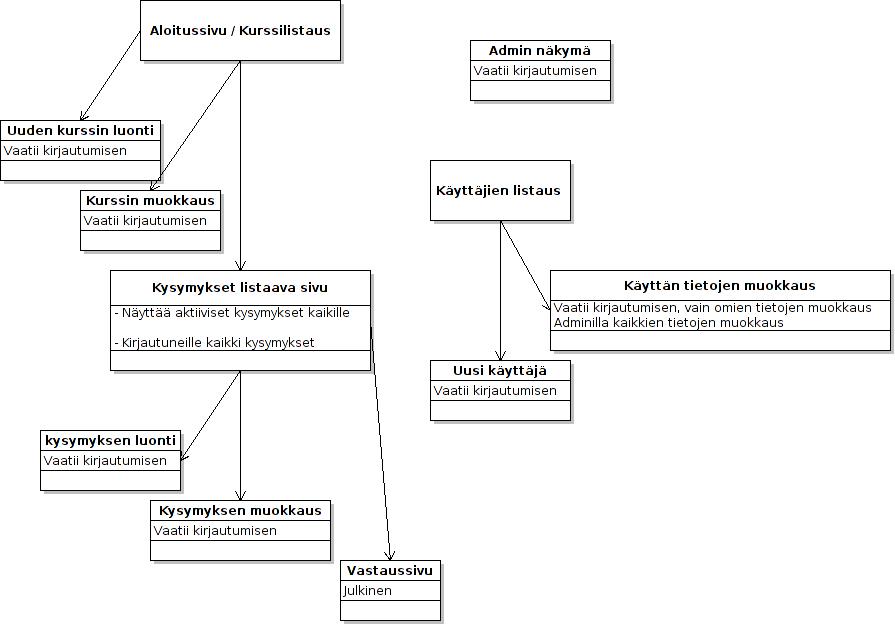 Aloitussivu / Kurssilistaus
Admin näkymä
Vaatii kirjautumisen
Uuden kurssin luonti
Vaatii kirjautumisen
Kurssin muokkaus
Vaatii kirjautumisen
Käyttäjien listaus
Kysymykset listaava sivu
- Näyttää aktiiviset kysymykset kaikille
- Kirjautuneille kaikki kysymykset
Käyttän tietojen muokkaus
Vaatii kirjautumisen, vain omien tietojen muokkaus
Adminilla kaikkien tietojen muokkaus
Uusi käyttäjä
Vaatii kirjautumisen
kysymyksen luonti
Vaatii kirjautumisen
Kysymyksen muokkaus
Vaatii kirjautumisen
Vastaussivu
Julkinen